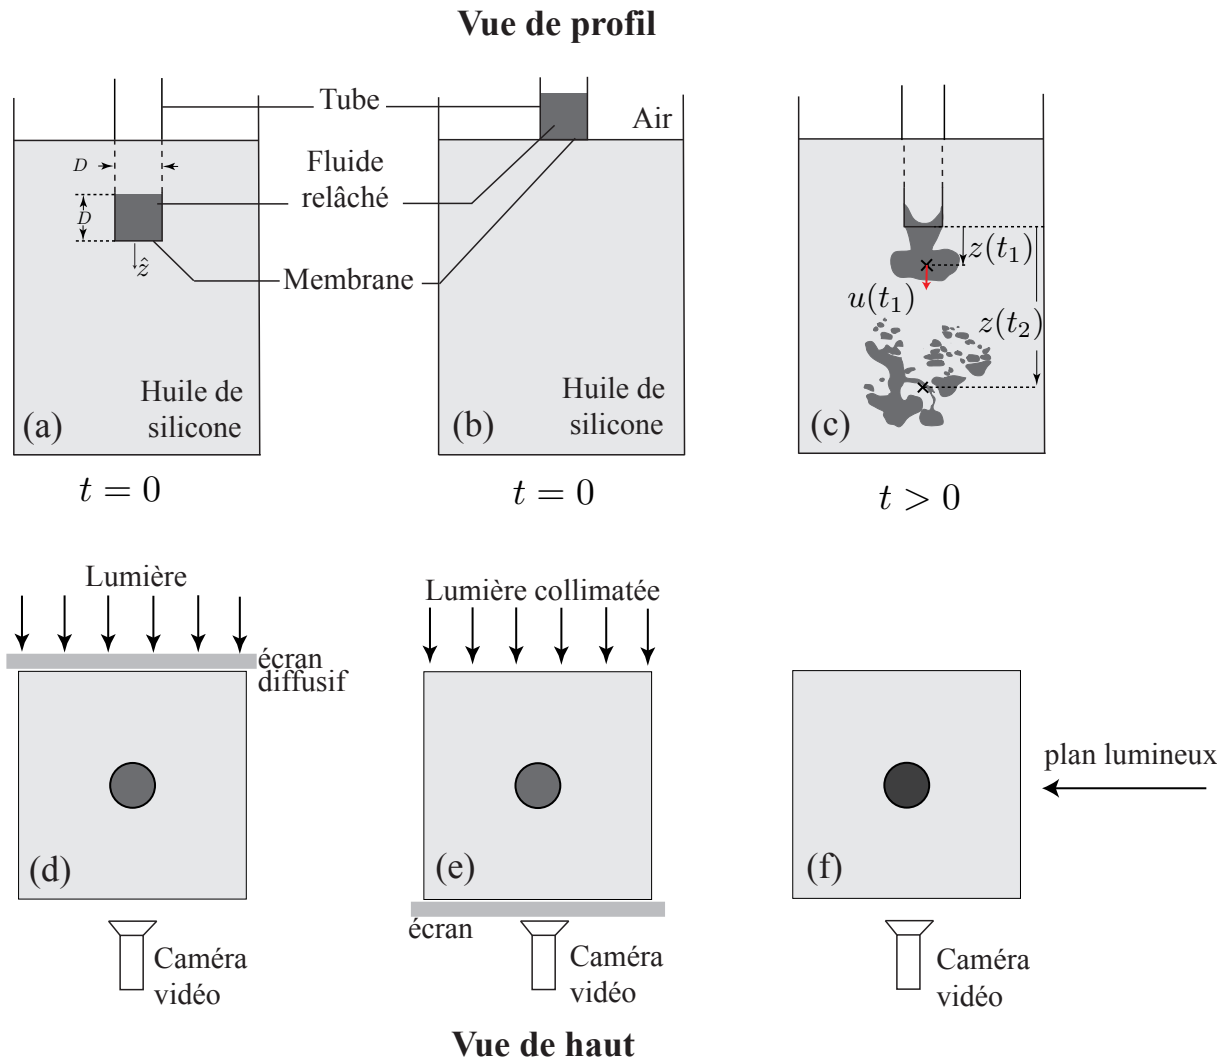 Vue de profil
Tube
Air
D
Fluide
relâché
D
ẑ
Membrane
z(t₁)
u(t₁)
z(t₂)
Huile de
silicone
(a)
Huile de
silicone
(b)
(c)
t = 0
t = 0
t > 0
Lumière
écran
diffusif
(d)
Caméra
vidéo
Lumière collimatée
(e)
écran
Caméra
vidéo
plan lumineux
(f)
Caméra
vidéo
Vue de haut